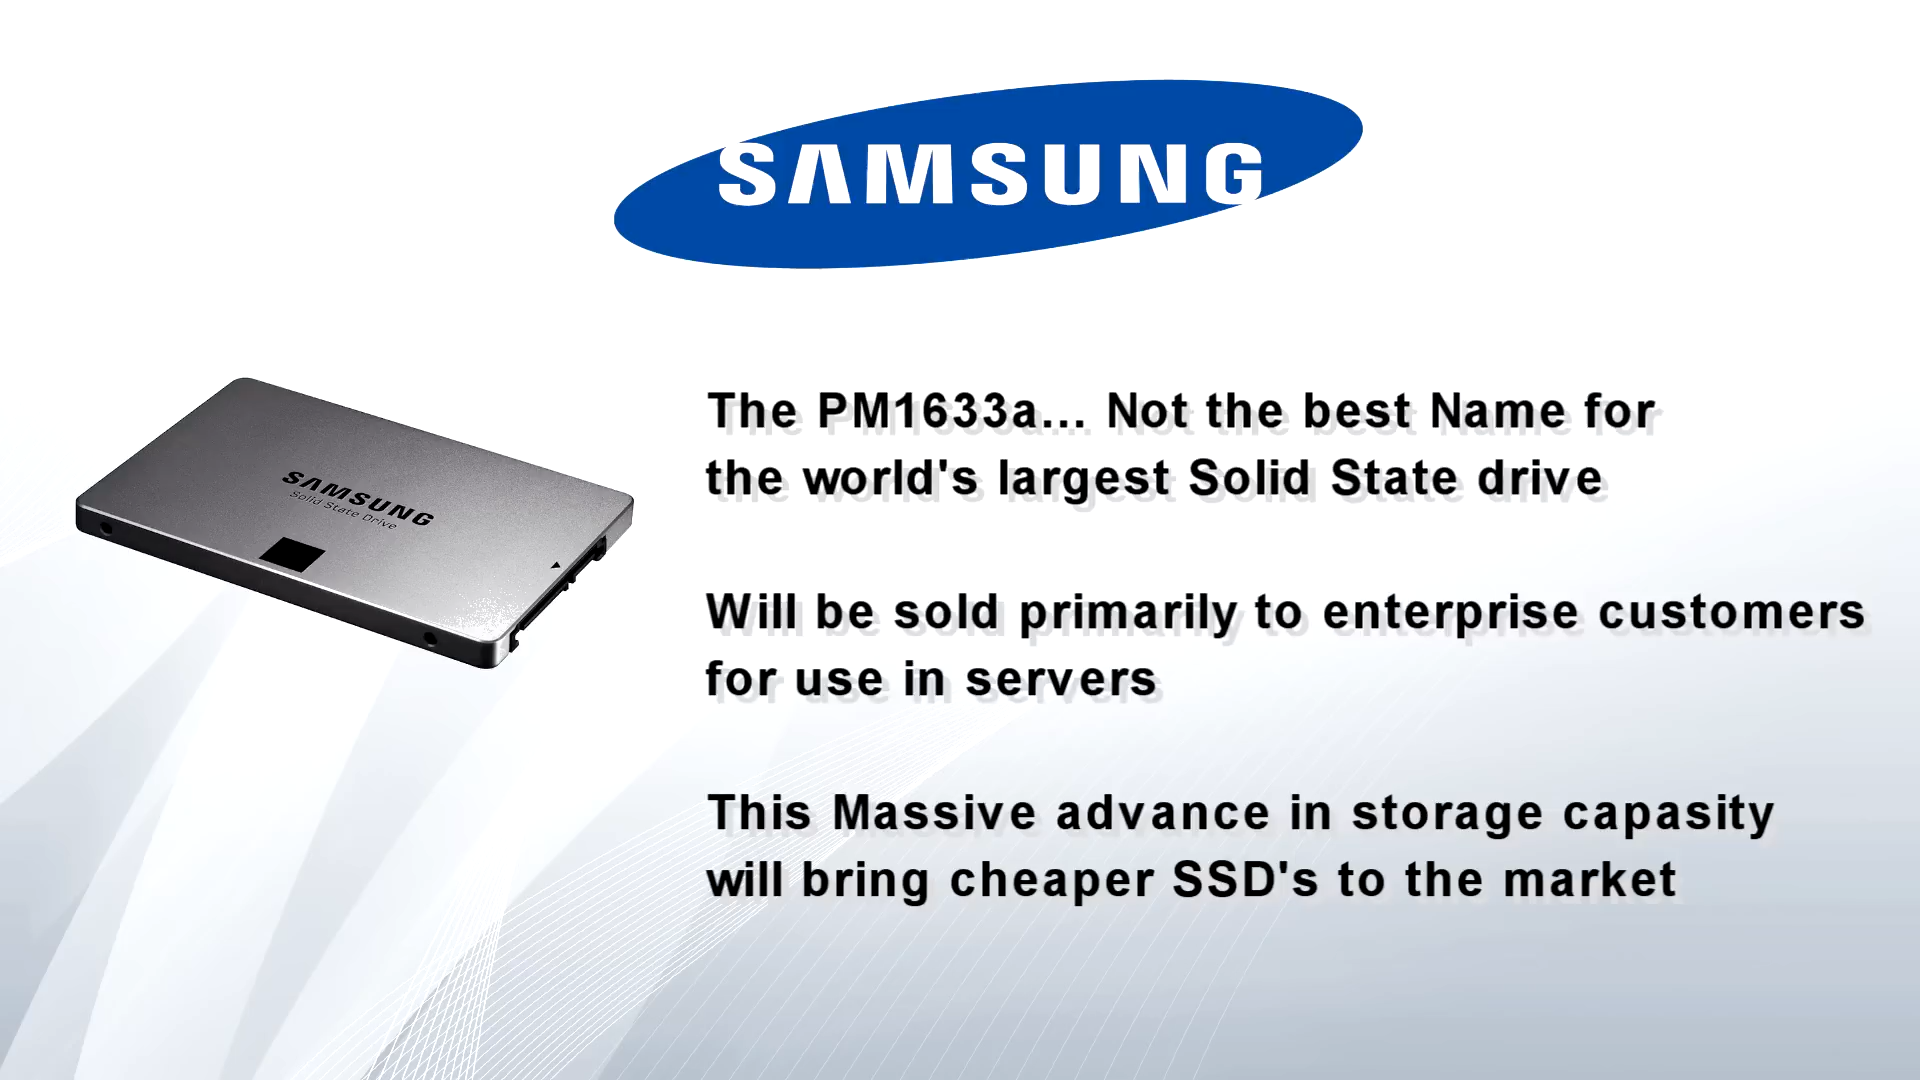 SAMSUNG
SAMSUNG
Solid State Drive
The PM1633a... Not the best Name for
the world's largest Solid State drive
Will be sold primarily to enterprise customers
for use in servers
This Massive advance in storage capasity
will bring cheaper SSD's to the market